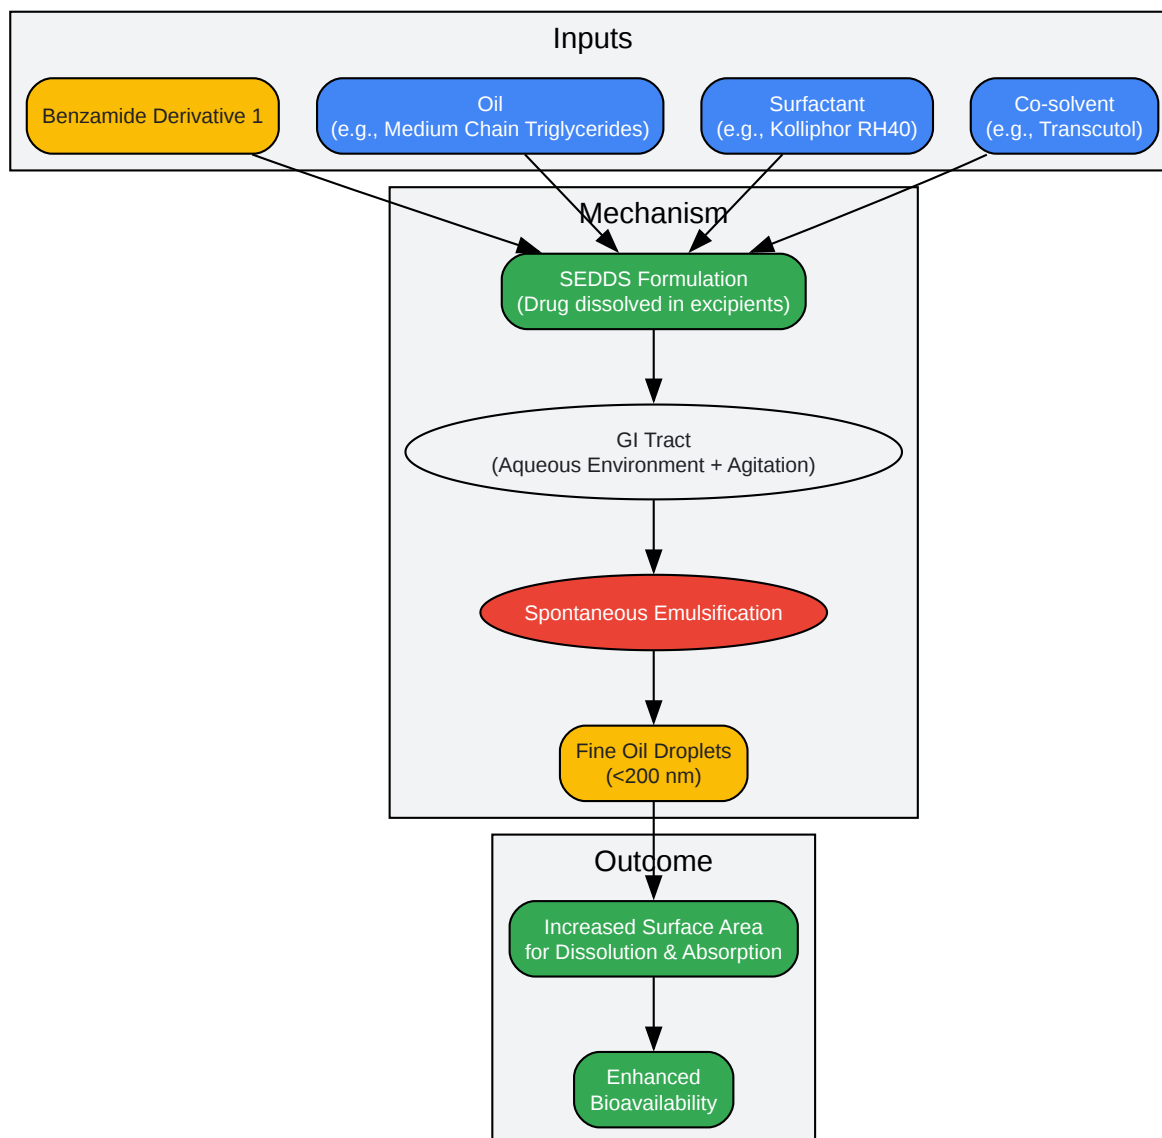 Inputs
Benzamide Derivative 1
Oil
(e.g., Medium Chain Triglycerides)
Surfactant
(e.g., Kolliphor RH40)
Co-solvent
(e.g., Transcutol)
Mechanism
SEDDS Formulation
(Drug dissolved in excipients)
GI Tract
(Aqueous Environment + Agitation)
Spontaneous Emulsification
Fine Oil Droplets
(<200 nm)
Outcome
Increased Surface Area
for Dissolution & Absorption
Enhanced
Bioavailability